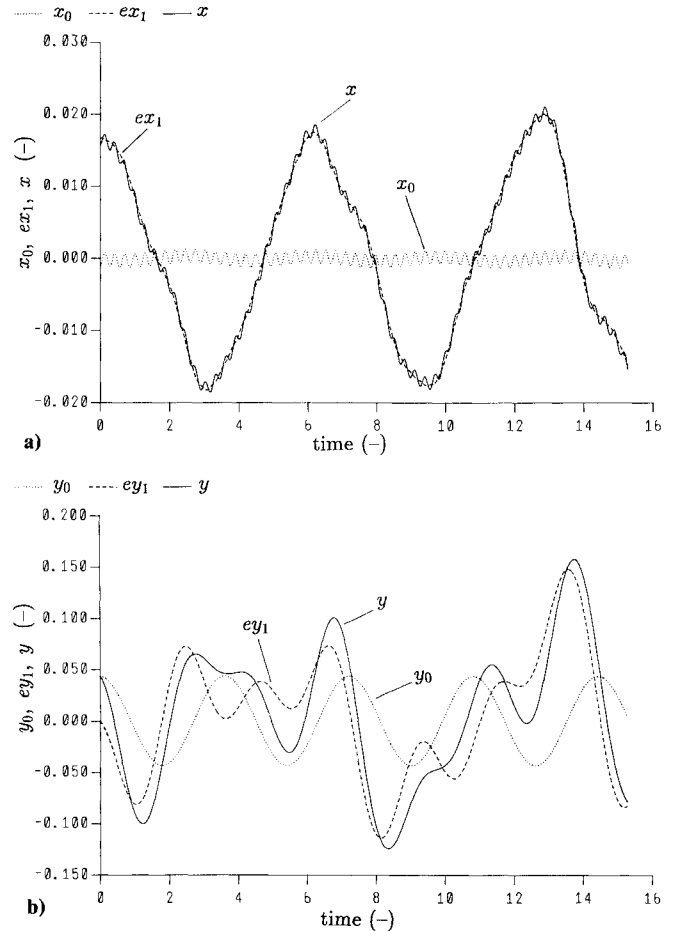 x₀ ex₁ x
0.030
0.020
0.010
0.000
-0.010
-0.020
x₀, ex₁, x (–)
ex₁
x
x₀
0 2 4 6 8 10 12 14 16
a)
time (–)
y₀ ey₁ y
0.200
0.150
0.100
0.050
0.000
-0.050
-0.100
-0.150
y₀, ey₁, y (–)
ey₁
y
y₀
0 2 4 6 8 10 12 14 16
b)
time (–)